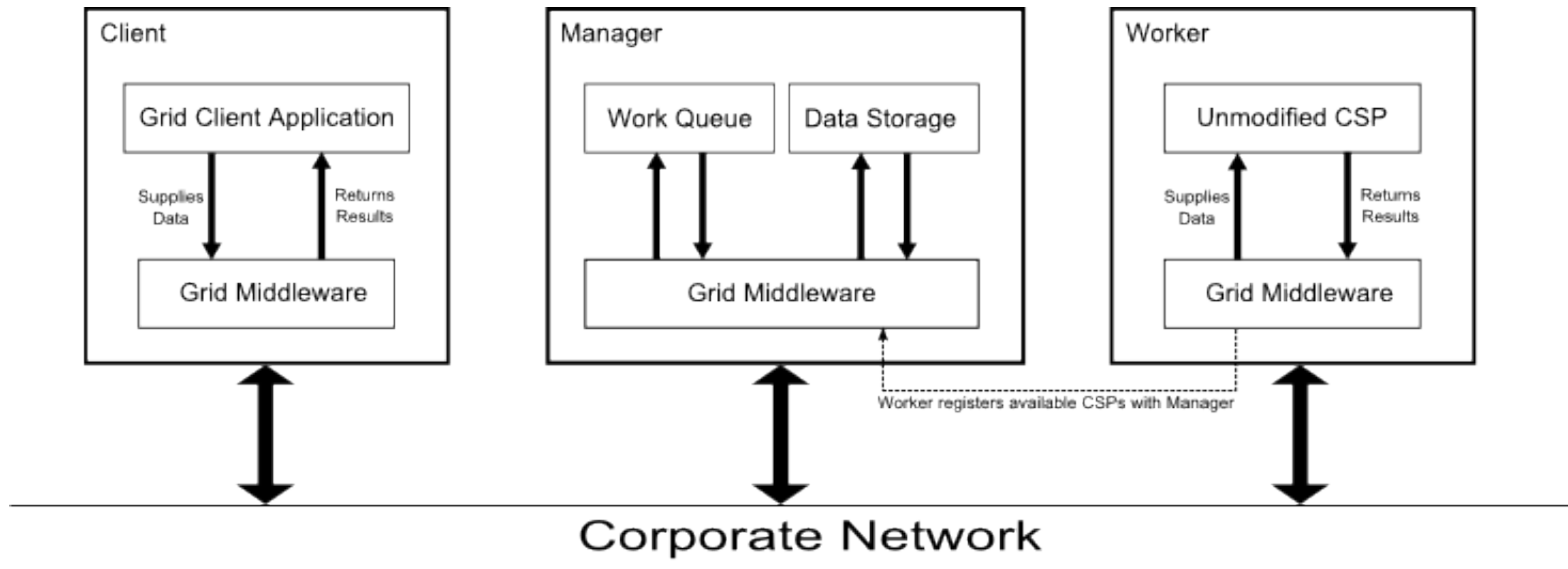 Client
Grid Client Application
Supplies
Data
Returns
Results
Grid Middleware
Manager
Work Queue
Data Storage
Grid Middleware
Worker
Unmodified CSP
Supplies
Data
Returns
Results
Grid Middleware
Worker registers available CSPs with Manager
Corporate Network